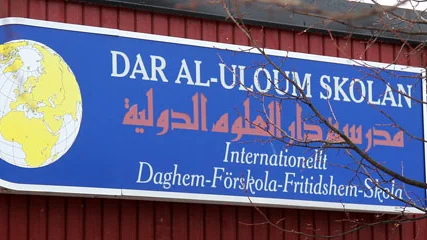 DAR AL-ULOUM SKOLAN
مدرسة دار العلوم الدولية
Internationellt
Daghem-Förskola-Fritidshem-Skola